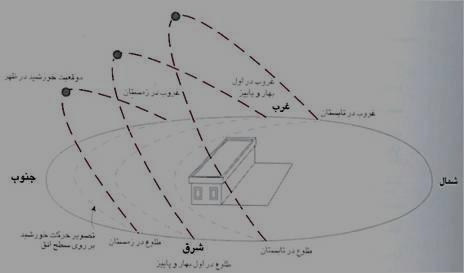 موقعیت خورشید در ظهر
غروب در زمستان
غروب در اول
بهار و پاییز
غرب
غروب در تابستان
جنوب
شمال
تصویر حرکت خورشید
بر روی سطح افق
طلوع در زمستان
شرق
طلوع در اول بهار و پاییز
طلوع در تابستان